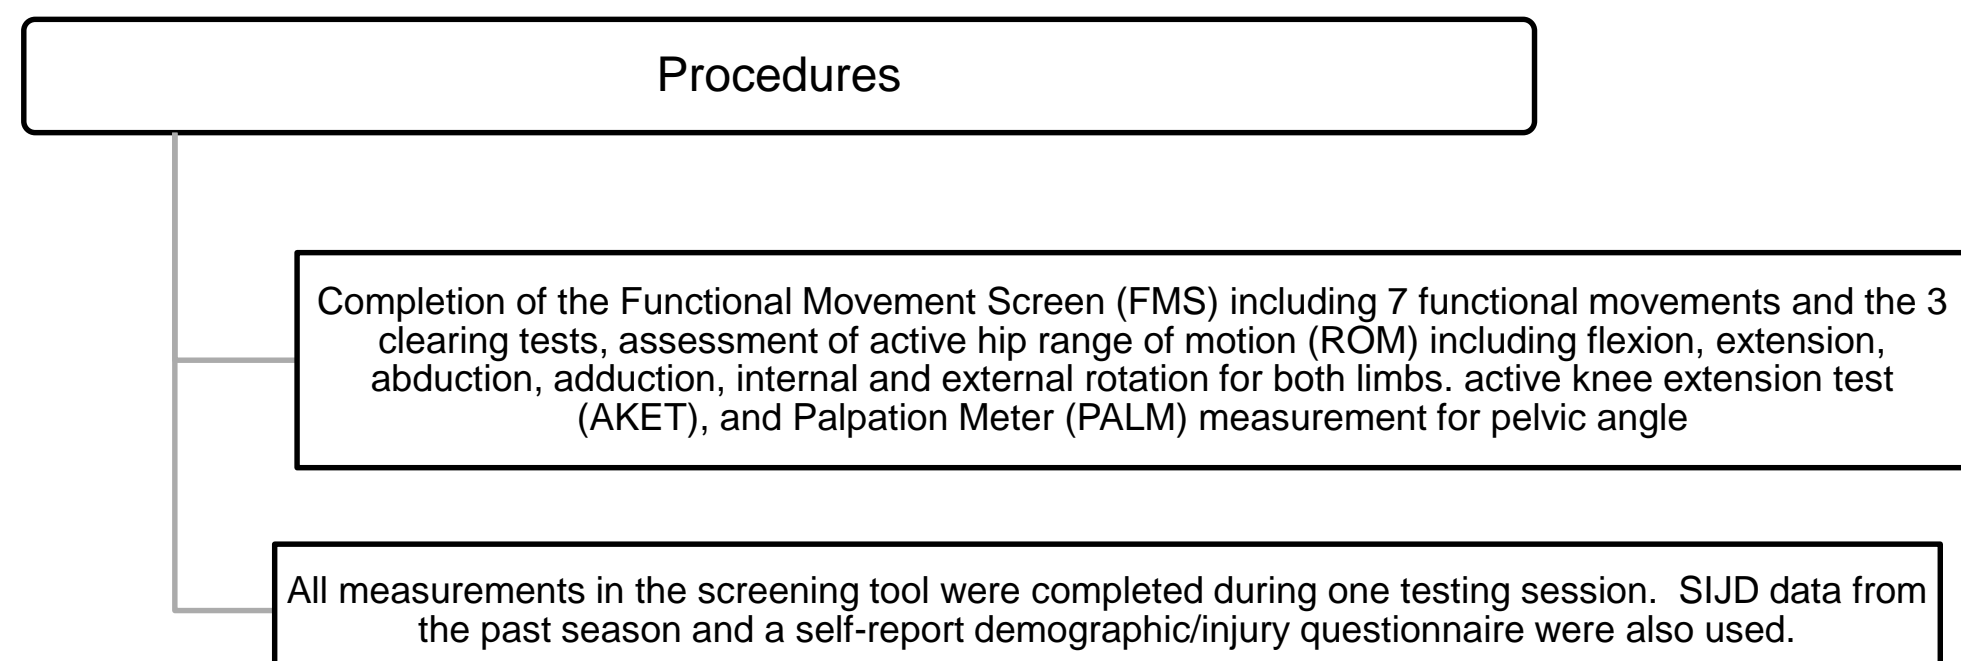 Procedures
Completion of the Functional Movement Screen (FMS) including 7 functional movements and the 3
clearing tests, assessment of active hip range of motion (ROM) including flexion, extension,
abduction, adduction, internal and external rotation for both limbs. active knee extension test
(AKET), and Palpation Meter (PALM) measurement for pelvic angle
All measurements in the screening tool were completed during one testing session.  SIJD data from
the past season and a self-report demographic/injury questionnaire were also used.